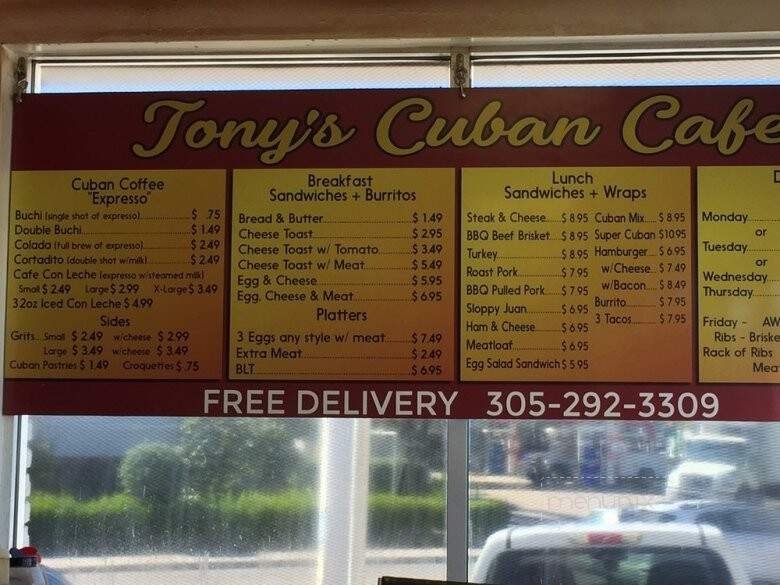 Tony's Cuban Cafe
Cuban Coffee
"Expresso"
Buchi (single shot of expresso)........ $ .75
Double Buchi........ $ 1.49
Colada (full brew of expresso)........ $ 2.49
Cortadito (double shot w/milk)........ $ 2.49
Cafe Con Leche (expresso w/steamed milk)
Small $ 2.49 Large $ 2.99 X-Large $ 3.49
32oz Iced Con Leche $ 4.99
Sides
Grits...Small $ 2.49 w/cheese $ 2.99
Large $ 3.49 w/cheese $ 3.49
Cuban Pastries $ 1.49 Croquettes $ .75
Breakfast
Sandwiches + Burritos
Bread & Butter........ $ 1.49
Cheese Toast........ $ 2.95
Cheese Toast w/ Tomato........ $ 3.49
Cheese Toast w/ Meat........ $ 5.49
Egg & Cheese........ $ 5.95
Egg, Cheese & Meat........ $ 6.95
Platters
3 Eggs any style w/ meat........ $ 7.49
Extra Meat........ $ 2.49
BLT........ $ 6.95
Lunch
Sandwiches + Wraps
Steak & Cheese..... $ 8.95
BBQ Beef Brisket... $ 8.95
Turkey........ $ 8.95
Roast Pork........ $ 7.95
BBQ Pulled Pork..... $ 7.95
Sloppy Juan........ $ 6.95
Ham & Cheese........ $ 6.95
Meatloaf........ $ 6.95
Egg Salad Sandwich $ 5.95
Cuban Mix..... $ 8.95
Super Cuban $10.95
Hamburger... $ 6.95
w/Cheese... $ 7.49
w/Bacon..... $ 8.49
Burrito........ $ 7.95
3 Tacos........ $ 7.95
D
Monday
or
Tuesday
or
Wednesday
Thursday
Friday - AW
Ribs - Briske
Rack of Ribs
Mea
FREE DELIVERY 305-292-3309
menupix